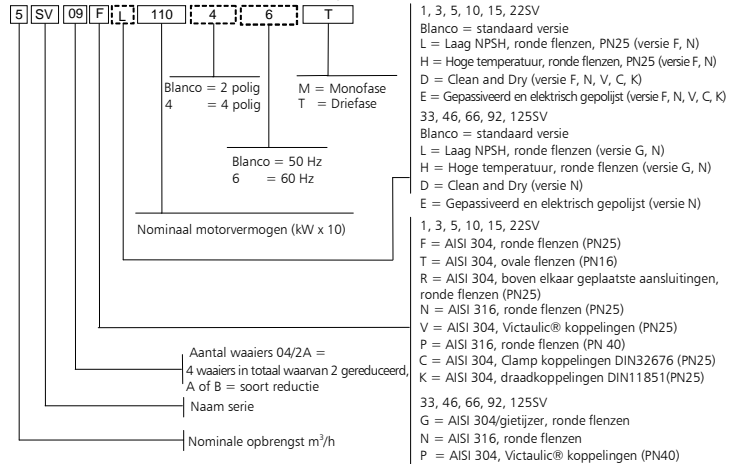 5 SV 09 F L 110 4 6 T
Blanco = 2 polig
4 = 4 polig
M = Monofase
T = Driefase
Blanco = 50 Hz
6 = 60 Hz
Nominaal motorvermogen (kW x 10)
Aantal waaiers 04/2A =
4 waaiers in totaal waarvan 2 gereduceerd,
A of B = soort reductie
Naam serie
Nominale opbrengst m³/h
1, 3, 5, 10, 15, 22SV
Blanco = standaard versie
L = Laag NPSH, ronde flenzen, PN25 (versie F, N)
H = Hoge temperatuur, ronde flenzen, PN25 (versie F, N)
D = Clean and Dry (versie F, N, V, C, K)
E = Gepassiveerd en elektrisch gepolijst (versie F, N, V, C, K)
33, 46, 66, 92, 125SV
Blanco = standaard versie
L = Laag NPSH, ronde flenzen (versie G, N)
H = Hoge temperatuur, ronde flenzen (versie G, N)
D = Clean and Dry (versie N)
E = Gepassiveerd en elektrisch gepolijst (versie N)
1, 3, 5, 10, 15, 22SV
F = AISI 304, ronde flenzen (PN25)
T = AISI 304, ovale flenzen (PN16)
R = AISI 304, boven elkaar geplaatste aansluitingen,
ronde flenzen (PN25)
N = AISI 316, ronde flenzen (PN25)
V = AISI 304, Victaulic® koppelingen (PN25)
P = AISI 316, ronde flenzen (PN 40)
C = AISI 304, Clamp koppelingen DIN32676 (PN25)
K = AISI 304, draadkoppelingen DIN11851(PN25)
33, 46, 66, 92, 125SV
G = AISI 304/gietijzer, ronde flenzen
N = AISI 316, ronde flenzen
P = AISI 304, Victaulic® koppelingen (PN40)